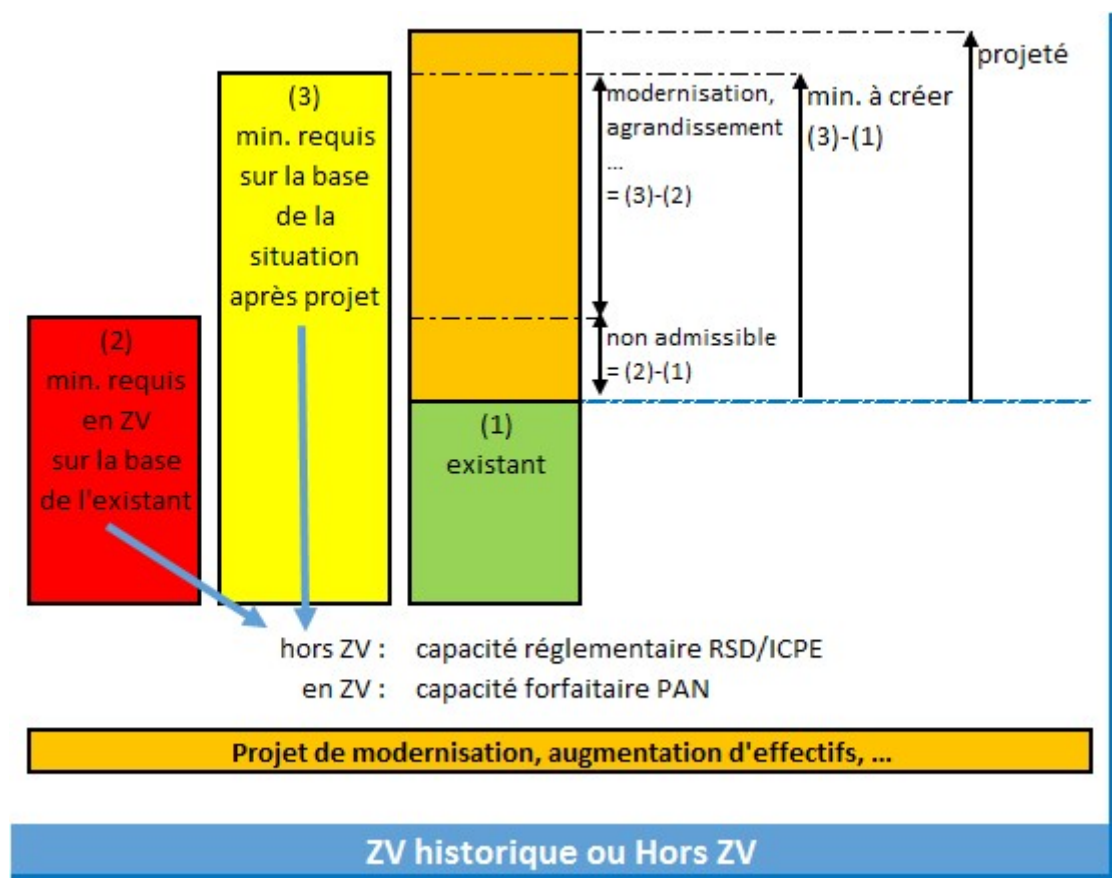 projeté
(3)
min. requis
sur la base
de la
situation
après projet
modernisation,
agrandissement
...
= (3)-(2)
min. à créer
(3)-(1)
(2)
min. requis
en ZV
sur la base
de l'existant
non admissible
= (2)-(1)
(1)
existant
hors ZV : capacité réglementaire RSD/ICPE
en ZV : capacité forfaitaire PAN
Projet de modernisation, augmentation d'effectifs, ...
ZV historique ou Hors ZV